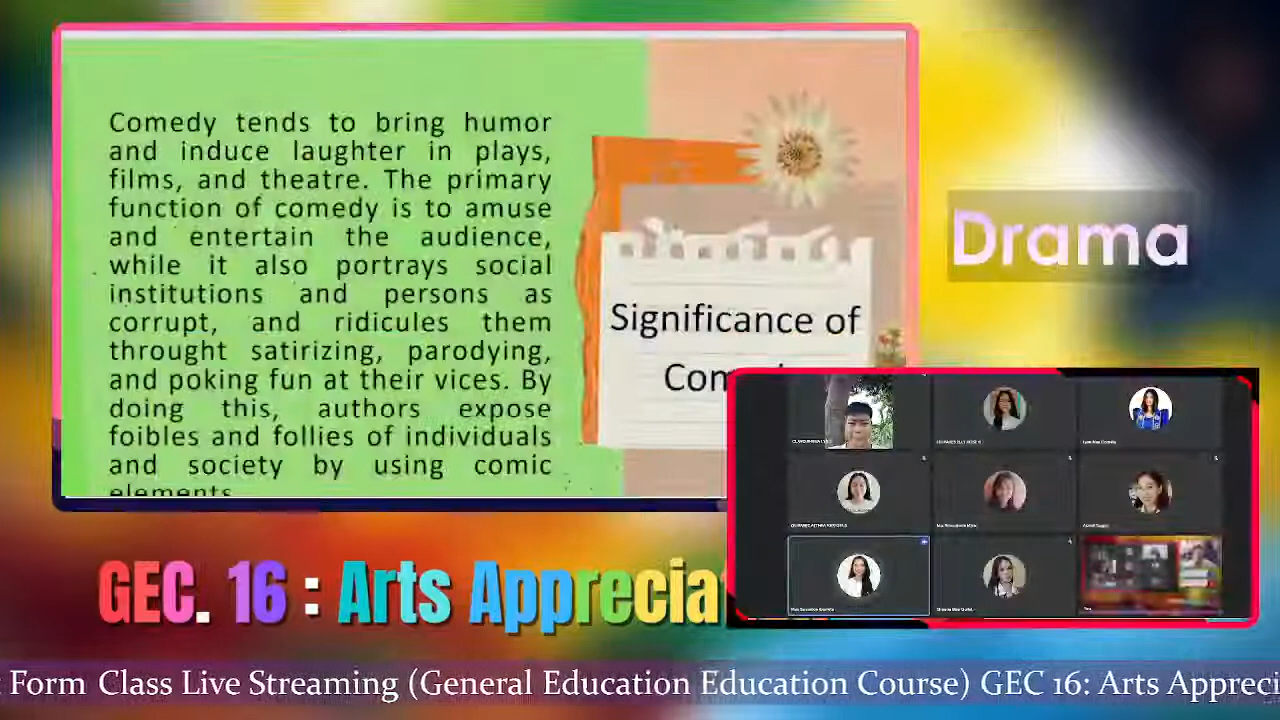 Comedy tends to bring humor
and induce laughter in plays,
films, and theatre. The primary
function of comedy is to amuse
and entertain the audience,
while it also portrays social
institutions and persons as
corrupt, and ridicules them
throught satirizing, parodying,
and poking fun at their vices. By
doing this, authors expose
foibles and follies of individuals
and society by using comic
elements
Significance of
Com
Drama
GEC. 16 : Arts Apprecia
Form Class Live Streaming (General Education Education Course) GEC 16: Arts Appreci